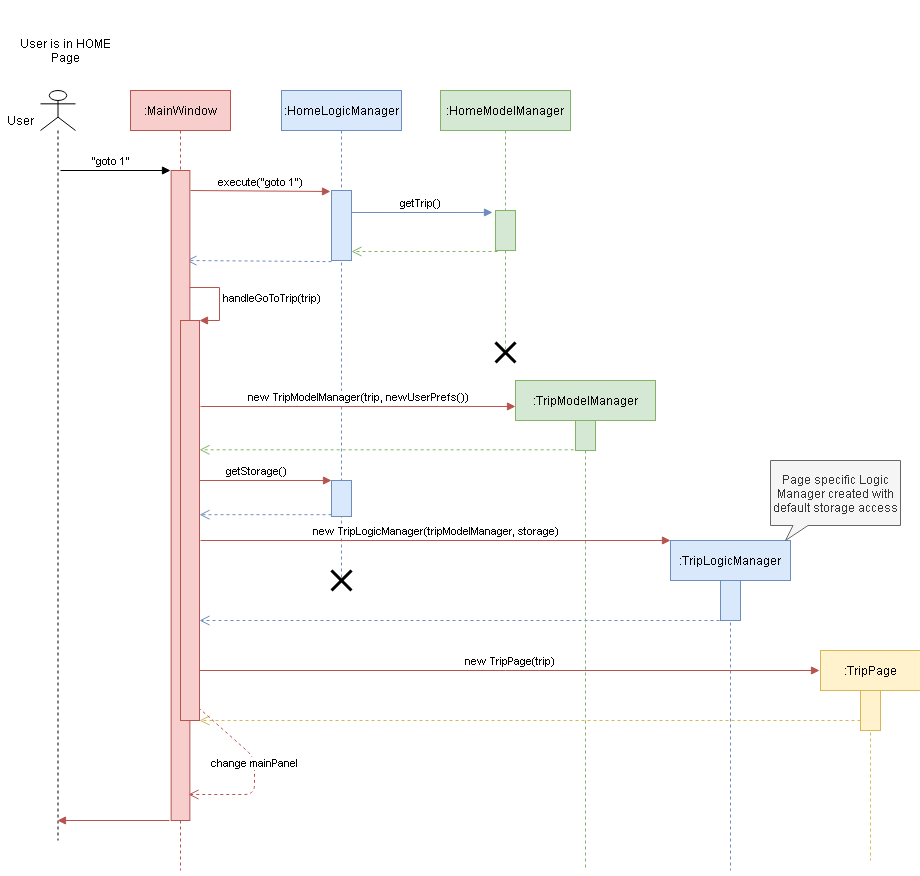 User is in HOME
Page
User
:MainWindow
:HomeLogicManager
:HomeModelManager
"goto 1"
execute("goto 1")
getTrip()
handleGoToTrip(trip)
new TripModelManager(trip, newUserPrefs())
:TripModelManager
getStorage()
Page specific Logic
Manager created with
default storage access
new TripLogicManager(tripModelManager, storage)
:TripLogicManager
new TripPage(trip)
:TripPage
change mainPanel